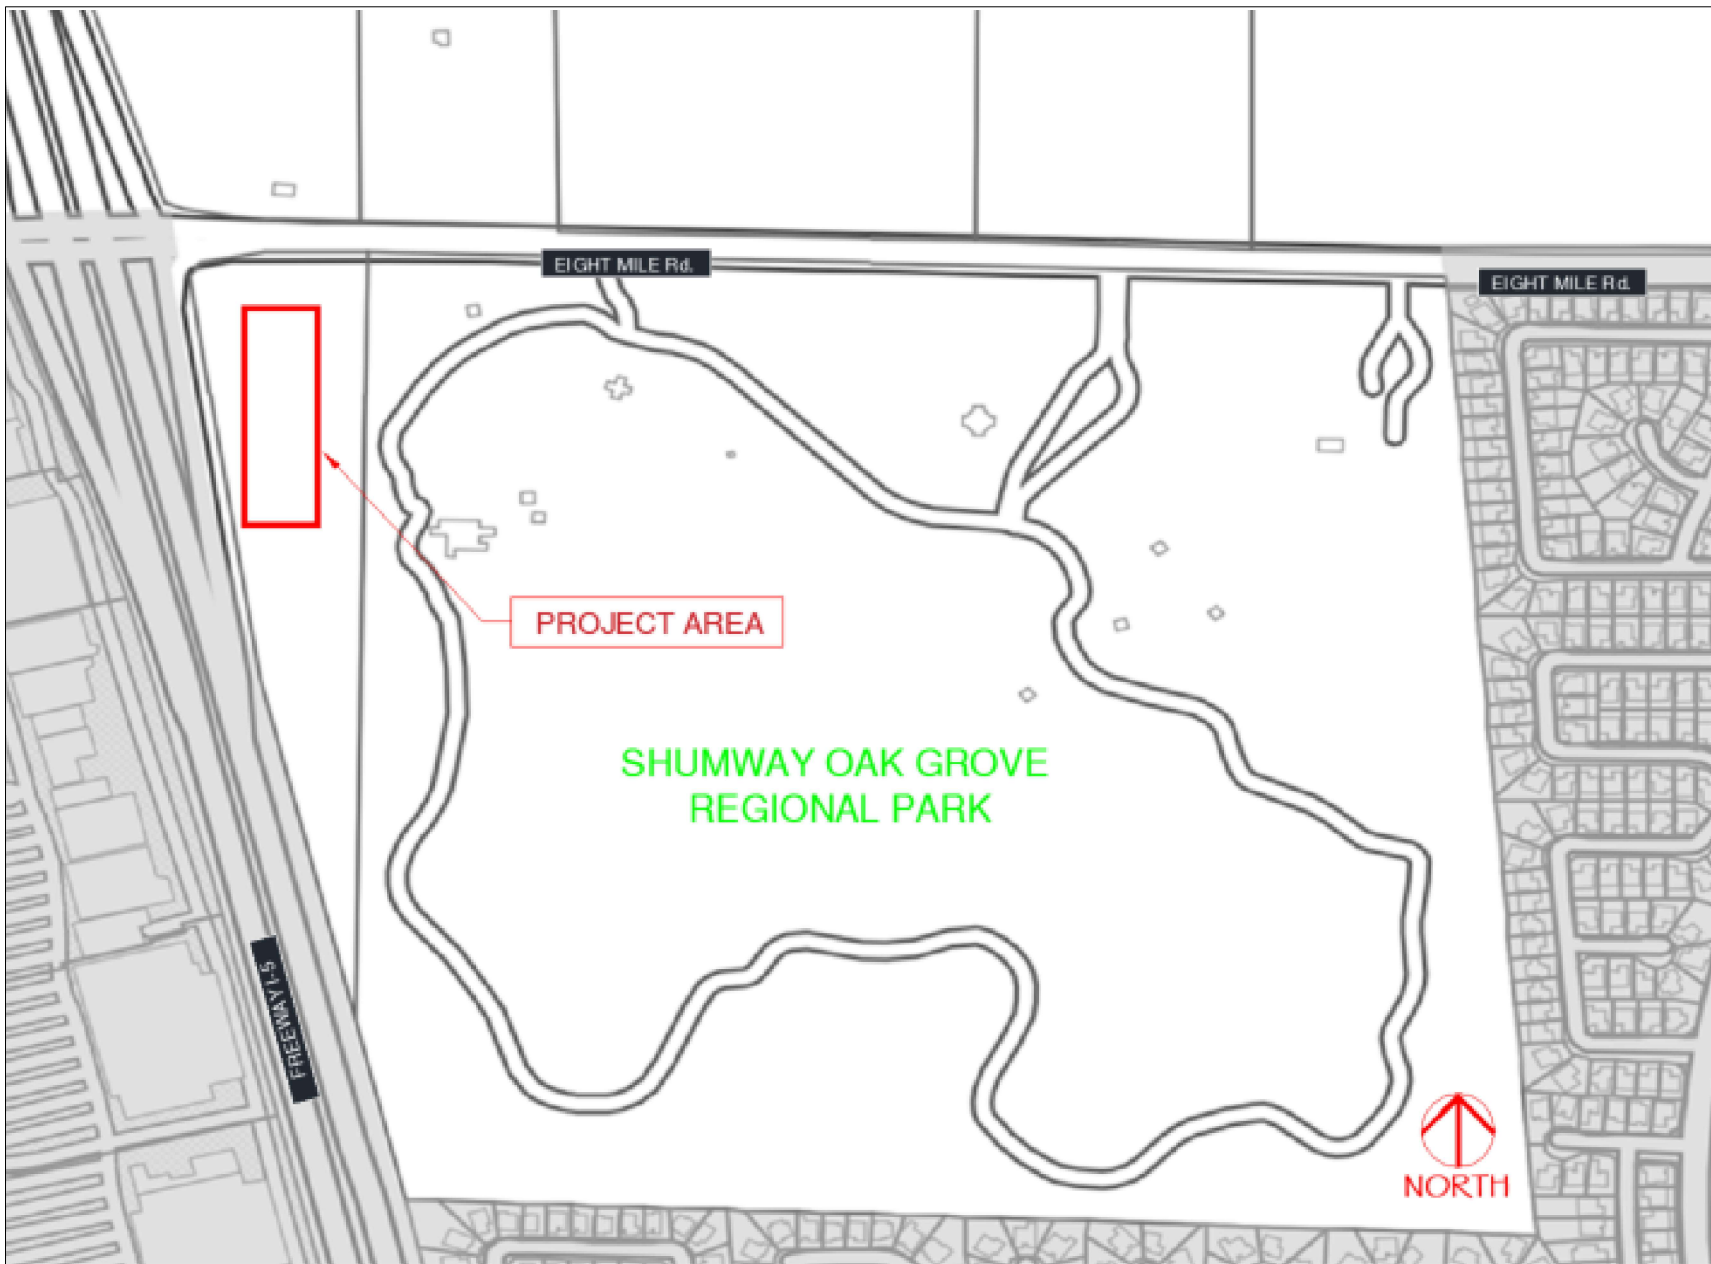 EIGHT MILE Rd.
EIGHT MILE Rd.
PROJECT AREA
SHUMWAY OAK GROVE
REGIONAL PARK
FREEWAY I-5
NORTH